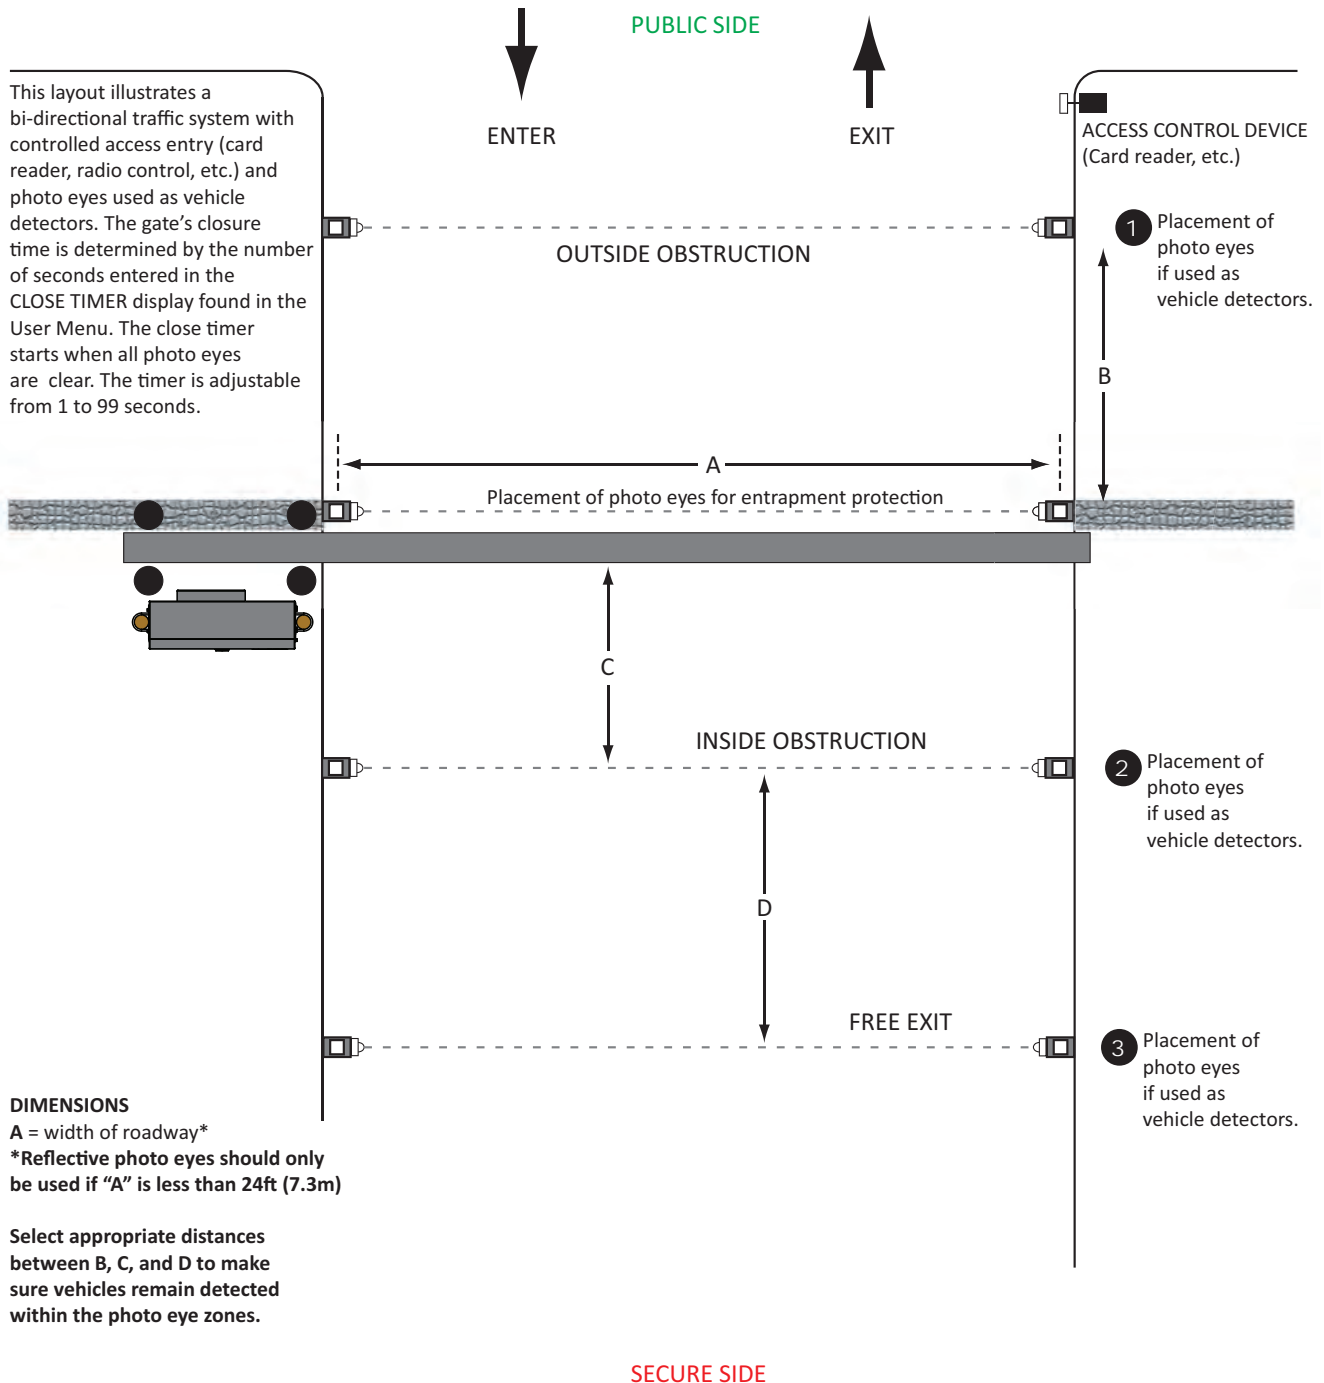 PUBLIC SIDE
This layout illustrates a
bi-directional traffic system with
controlled access entry (card
reader, radio control, etc.) and
photo eyes used as vehicle
detectors. The gate’s closure
time is determined by the number
of seconds entered in the
CLOSE TIMER display found in the
User Menu. The close timer
starts when all photo eyes
are clear. The timer is adjustable
from 1 to 99 seconds.
ENTER
EXIT
ACCESS CONTROL DEVICE
(Card reader, etc.)
OUTSIDE OBSTRUCTION
1
Placement of
photo eyes
if used as
vehicle detectors.
B
A
Placement of photo eyes for entrapment protection
C
INSIDE OBSTRUCTION
2
Placement of
photo eyes
if used as
vehicle detectors.
D
FREE EXIT
3
Placement of
photo eyes
if used as
vehicle detectors.
DIMENSIONS
A = width of roadway*
*Reflective photo eyes should only
be used if “A” is less than 24ft (7.3m)
Select appropriate distances
between B, C, and D to make
sure vehicles remain detected
within the photo eye zones.
SECURE SIDE